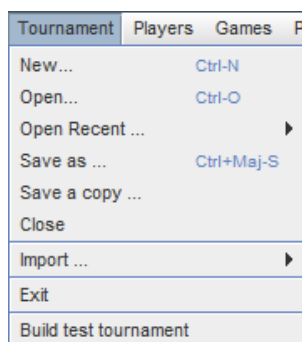 Tournament Players Games P
New... Ctrl-N
Open... Ctrl-O
Open Recent ...
Save as ... Ctrl+Maj-S
Save a copy ...
Close
Import ...
Exit
Build test tournament